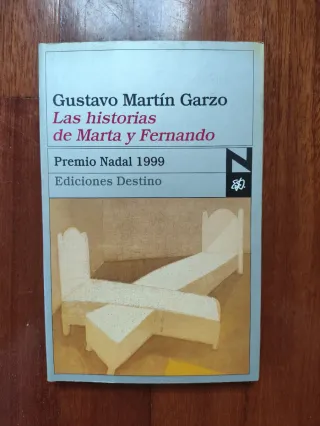 Gustavo Martín Garzo
Las historias
de Marta y Fernando
Premio Nadal 1999
Ediciones Destino
N